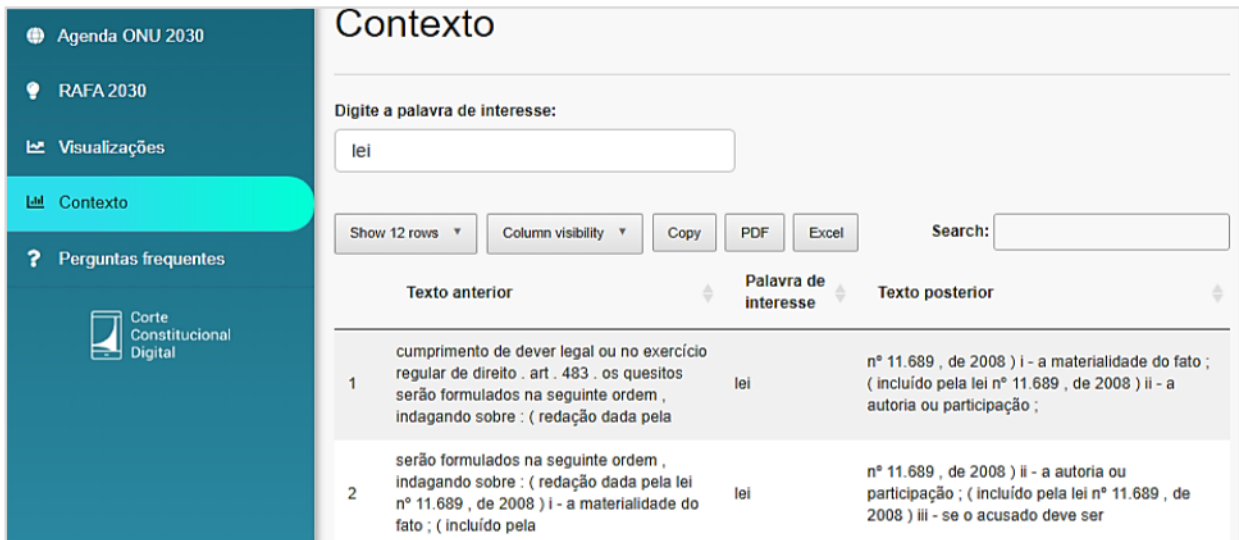 Agenda ONU 2030
RAFA 2030
Visualizações
Contexto
Perguntas frequentes
Corte
Constitucional
Digital
Contexto
Digite a palavra de interesse:
lei
Show 12 rows
Column visibility
Copy
PDF
Excel
Search:
Texto anterior
Palavra de
interesse
Texto posterior
1
cumprimento de dever legal ou no exercício
regular de direito . art . 483 . os quesitos
serão formulados na seguinte ordem ,
indagando sobre : ( redação dada pela
lei
nº 11.689 , de 2008 ) i - a materialidade do fato ;
( incluído pela lei nº 11.689 , de 2008 ) ii - a
autoria ou participação ;
2
serão formulados na seguinte ordem ,
indagando sobre : ( redação dada pela lei
nº 11.689 , de 2008 ) i - a materialidade do
fato ; ( incluído pela
lei
nº 11.689 , de 2008 ) ii - a autoria ou
participação ; ( incluído pela lei nº 11.689 , de
2008 ) iii - se o acusado deve ser